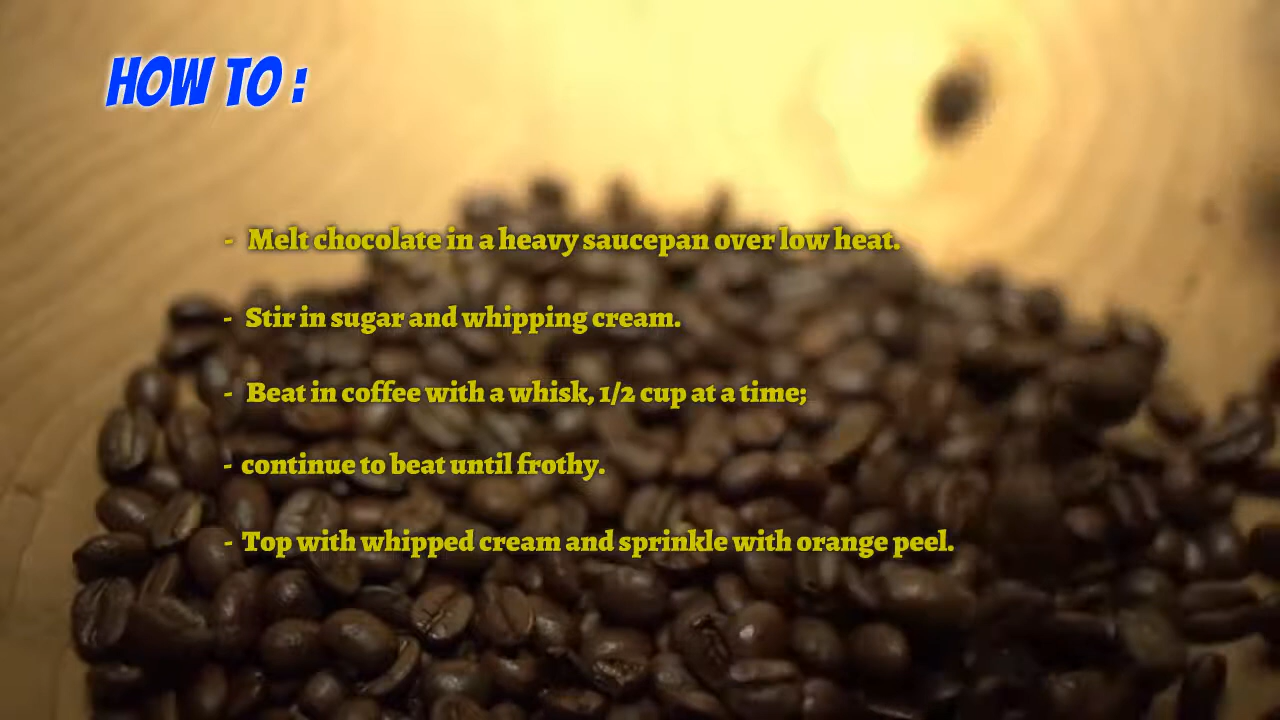 HOW TO :
- Melt chocolate in a heavy saucepan over low heat.
- Stir in sugar and whipping cream.
- Beat in coffee with a whisk, 1/2 cup at a time;
- continue to beat until frothy.
- Top with whipped cream and sprinkle with orange peel.